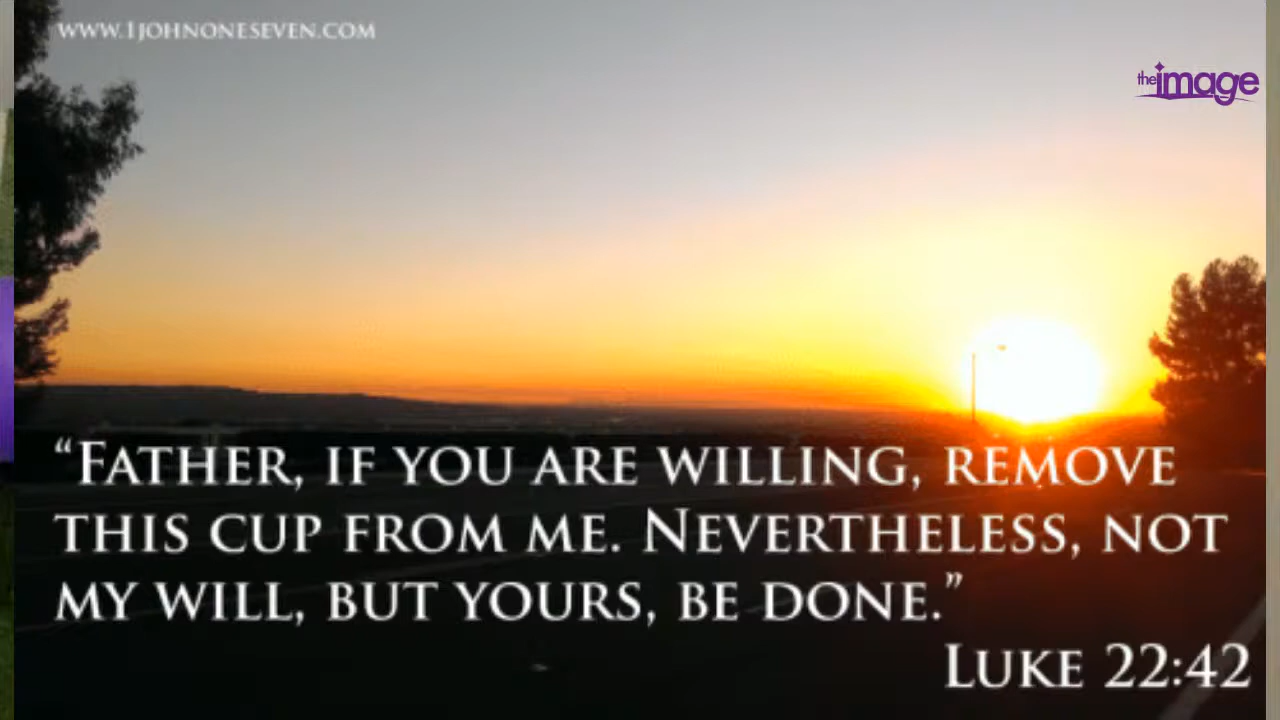 WWW.1JOHNONESEVEN.COM
theimage
“FATHER, IF YOU ARE WILLING, REMOVE
THIS CUP FROM ME. NEVERTHELESS, NOT
MY WILL, BUT YOURS, BE DONE.”
LUKE 22:42